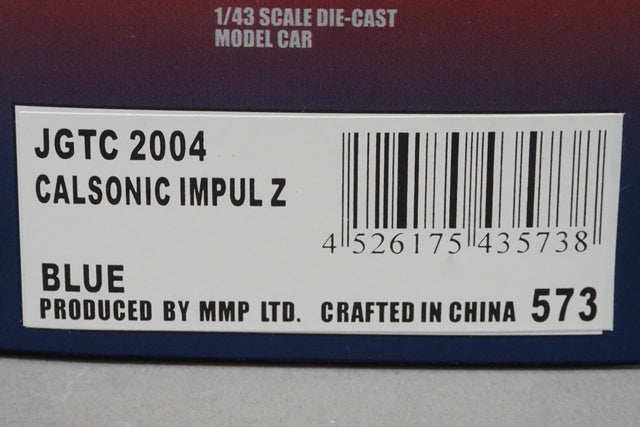 1/43 SCALE DIE-CAST
MODEL CAR
JGTC 2004
CALSONIC IMPUL Z
4 526175 435738
BLUE
PRODUCED BY MMP LTD. CRAFTED IN CHINA 573